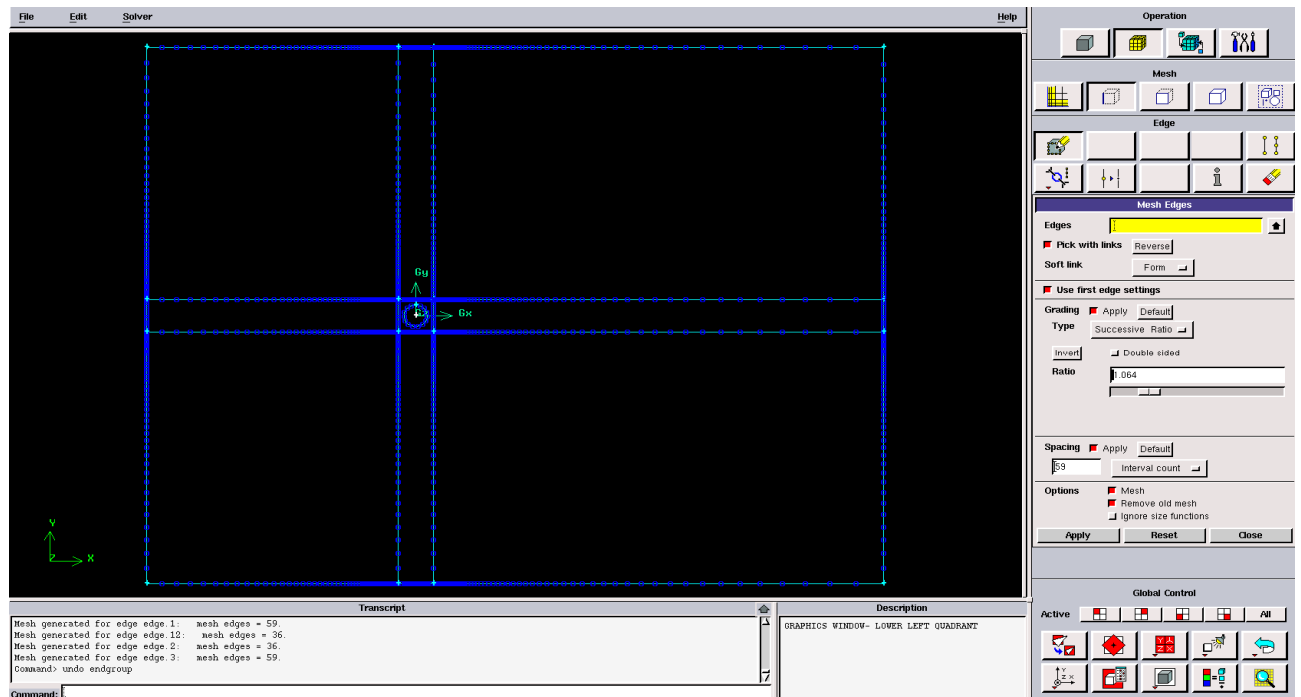 File Edit Solver Help
Operation
Mesh
Edge
Mesh Edges
Edges
Pick with links Reverse
Soft link Form
Use first edge settings
Grading Apply Default
Type Successive Ratio
Invert Double sided
Ratio 1.064
Spacing Apply Default
59 Interval count
Options Mesh
Remove old mesh
Ignore size functions
Apply Reset Close
Gy
Gx
Y
Z X
Transcript
Mesh generated for edge edge.1: mesh edges = 59.
Mesh generated for edge edge.12: mesh edges = 36.
Mesh generated for edge edge.2: mesh edges = 36.
Mesh generated for edge edge.3: mesh edges = 59.
Command> undo endgroup
Command:
Description
GRAPHICS WINDOW- LOWER LEFT QUADRANT
Global Control
Active All